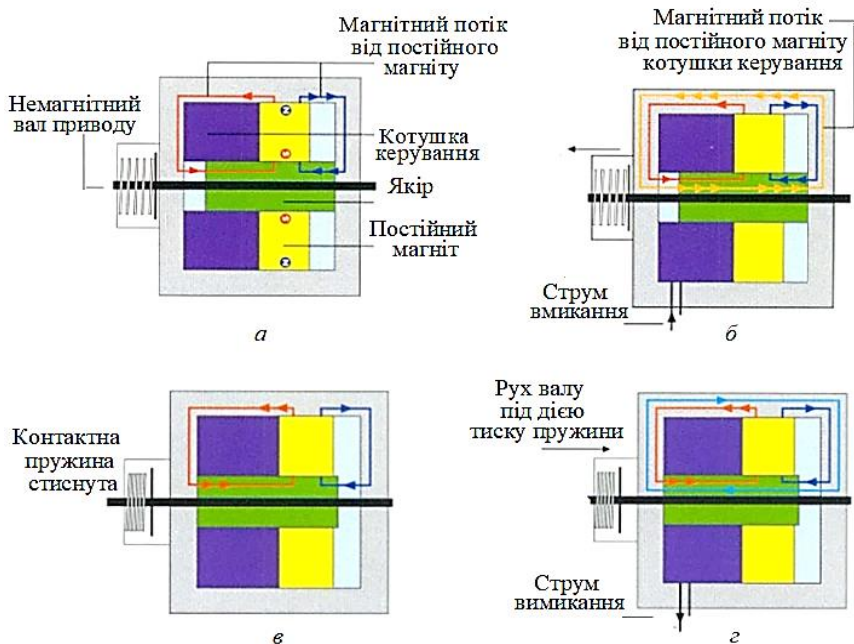 Магнітний потік
від постійного
магніту
Немагнітний
вал приводу
Котушка
керування
Якір
Постійний
магніт
N
S
S
N
а
Магнітний потік
від постійного магніту
котушки керування
Струм
вмикання
б
Контактна
пружина
стиснута
в
Рух валу
під дією
тиску пружини
Струм
вимикання
г